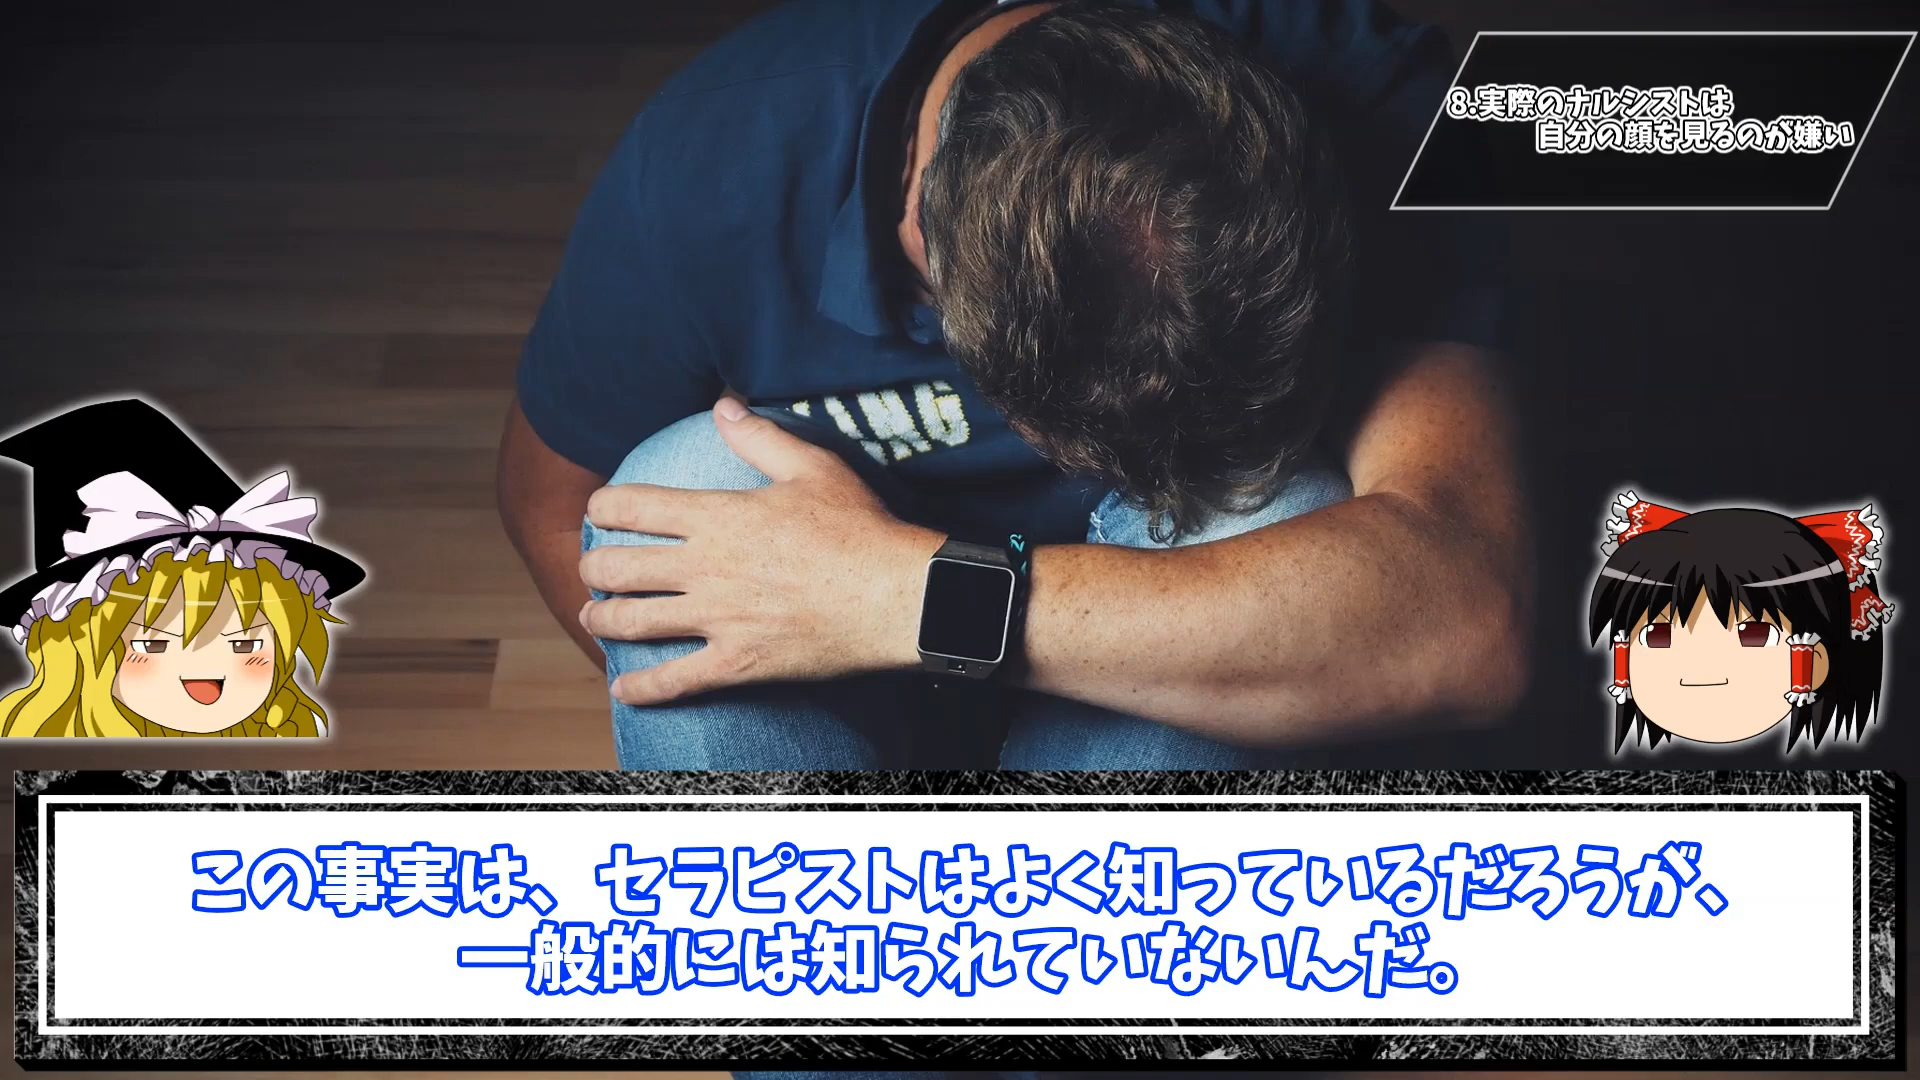 8.実際のナルシストは
自分の顔を見るのが嫌い
この事実は、セラピストはよく知っているだろうが、
一般的には知られていないんだ。